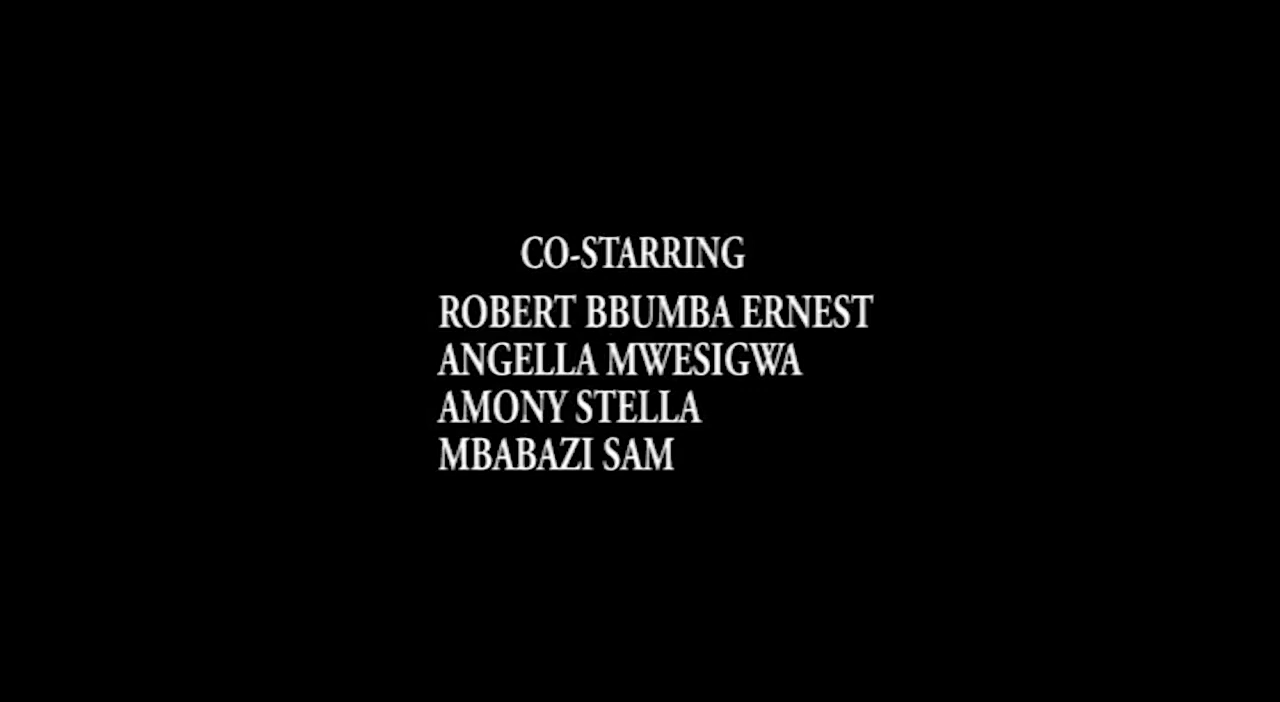 CO-STARRING
ROBERT BBUMBA ERNEST
ANGELLA MWESIGWA
AMONY STELLA
MBABAZI SAM